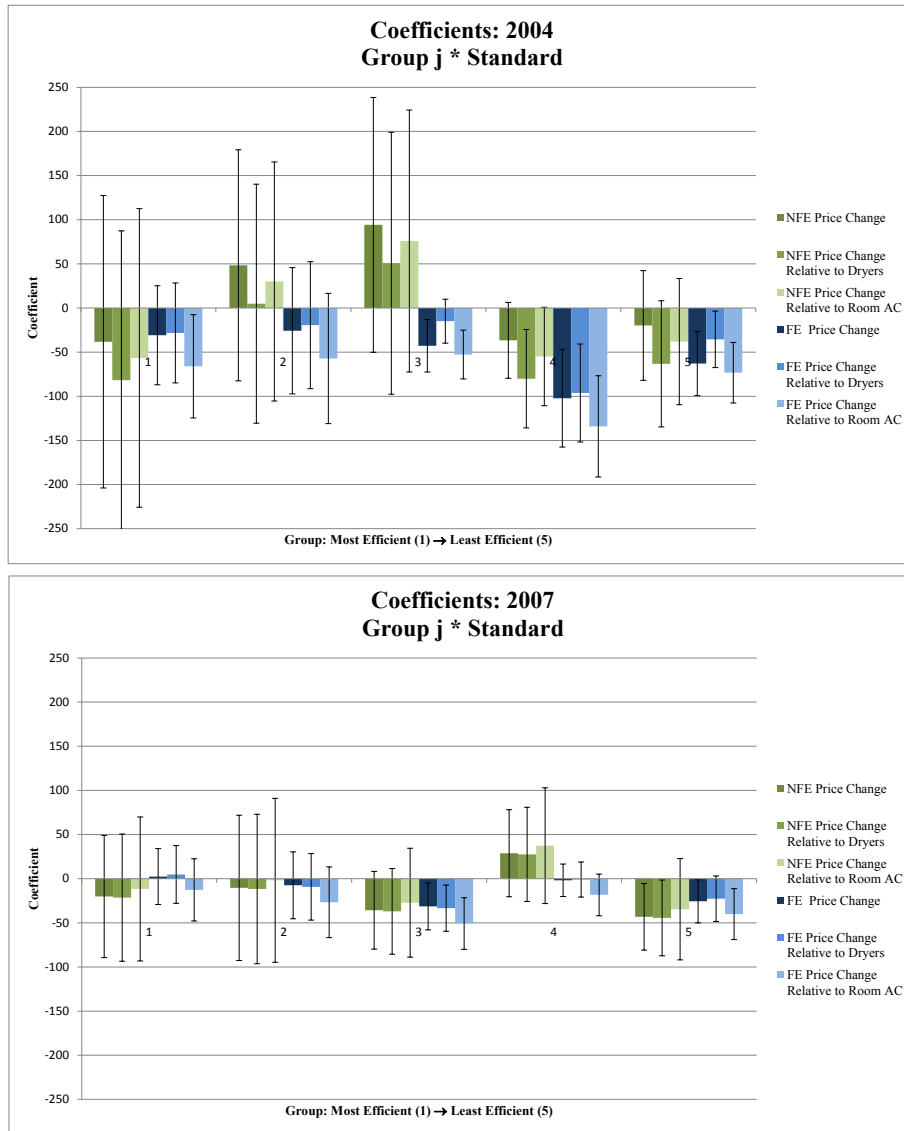 Coefficients: 2004
Group j * Standard
250
200
150
100
50
0
-50
-100
-150
-200
-250
Coefficient
1
2
3
4
5
Group: Most Efficient (1) → Least Efficient (5)
NFE Price Change
NFE Price Change
Relative to Dryers
NFE Price Change
Relative to Room AC
FE Price Change
FE Price Change
Relative to Dryers
FE Price Change
Relative to Room AC
Coefficients: 2007
Group j * Standard
250
200
150
100
50
0
-50
-100
-150
-200
-250
Coefficient
1
2
3
4
5
Group: Most Efficient (1) → Least Efficient (5)
NFE Price Change
NFE Price Change
Relative to Dryers
NFE Price Change
Relative to Room AC
FE Price Change
FE Price Change
Relative to Dryers
FE Price Change
Relative to Room AC